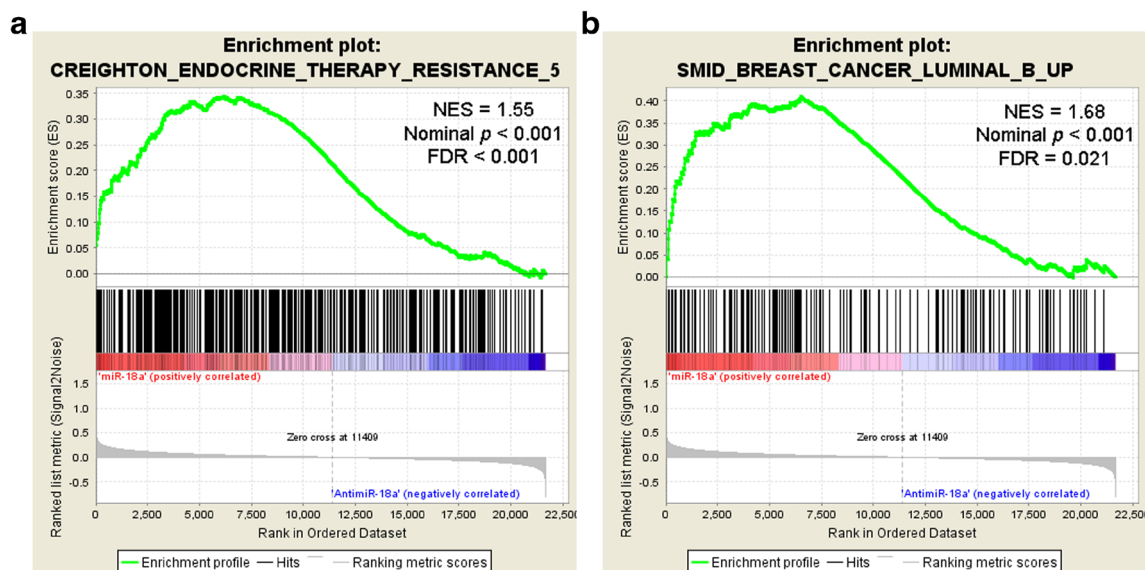 a
Enrichment plot:
CREIGHTON_ENDOCRINE_THERAPY_RESISTANCE_5
NES = 1.55
Nominal p < 0.001
FDR < 0.001
Enrichment score (ES)
0.35
0.30
0.25
0.20
0.15
0.10
0.05
0.00
'miR-18a' (positively correlated)
Zero cross at 11409
'AntimiR-18a' (negatively correlated)
Ranked list metric (Signal2Noise)
1.5
1.0
0.5
0.0
-0.5
0 2,500 5,000 7,500 10,000 12,500 15,000 17,500 20,000 22,500
Rank in Ordered Dataset
Enrichment profile Hits Ranking metric scores
b
Enrichment plot:
SMID_BREAST_CANCER_LUMINAL_B_UP
NES = 1.68
Nominal p < 0.001
FDR = 0.021
Enrichment score (ES)
0.40
0.35
0.30
0.25
0.20
0.15
0.10
0.05
0.00
'miR-18a' (positively correlated)
Zero cross at 11409
'AntimiR-18a' (negatively correlated)
Ranked list metric (Signal2Noise)
1.5
1.0
0.5
0.0
-0.5
0 2,500 5,000 7,500 10,000 12,500 15,000 17,500 20,000 22,500
Rank in Ordered Dataset
Enrichment profile Hits Ranking metric scores